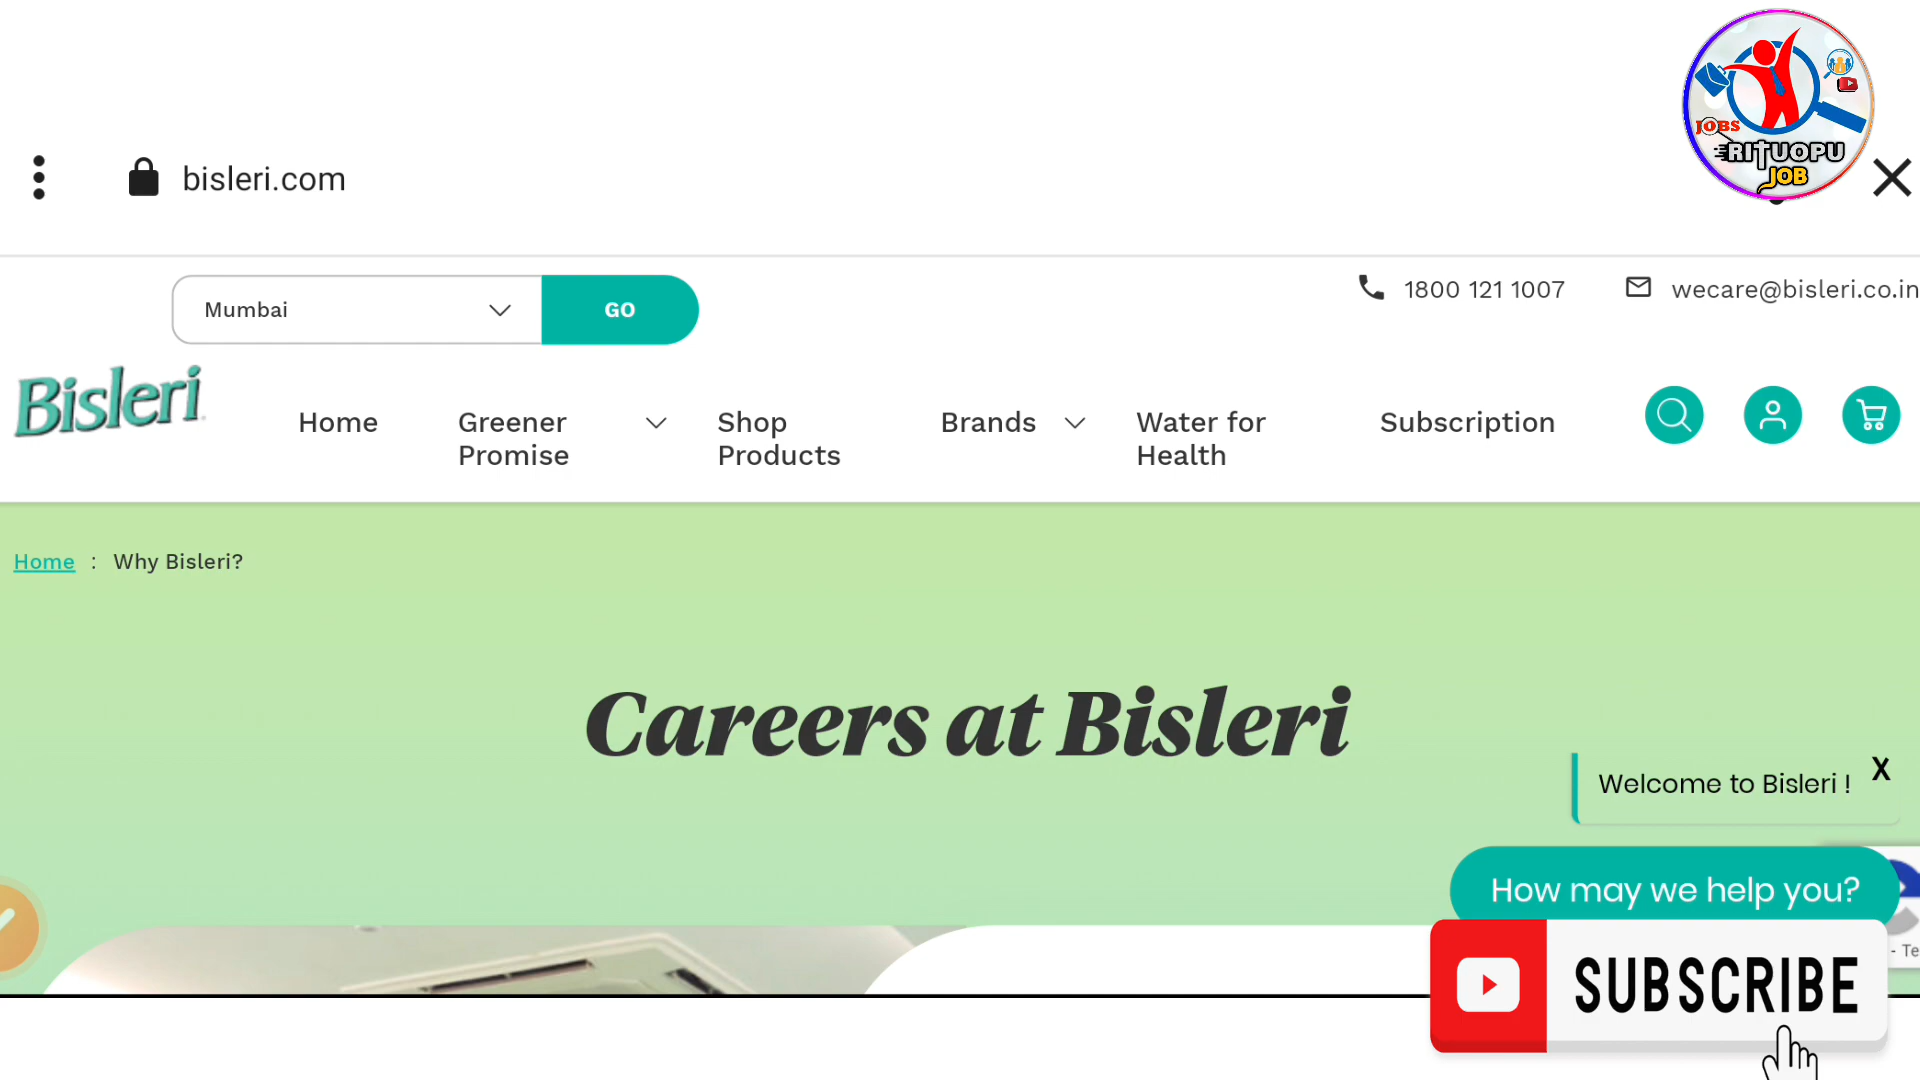 JOBS
RITUOPU
JOB
bisleri.com
Mumbai
GO
1800 121 1007
wecare@bisleri.co.in
Bisleri
Home
Greener
Promise
Shop
Products
Brands
Water for
Health
Subscription
Home : Why Bisleri?
Careers at Bisleri
Welcome to Bisleri !
X
How may we help you?
- Te
SUBSCRIBE